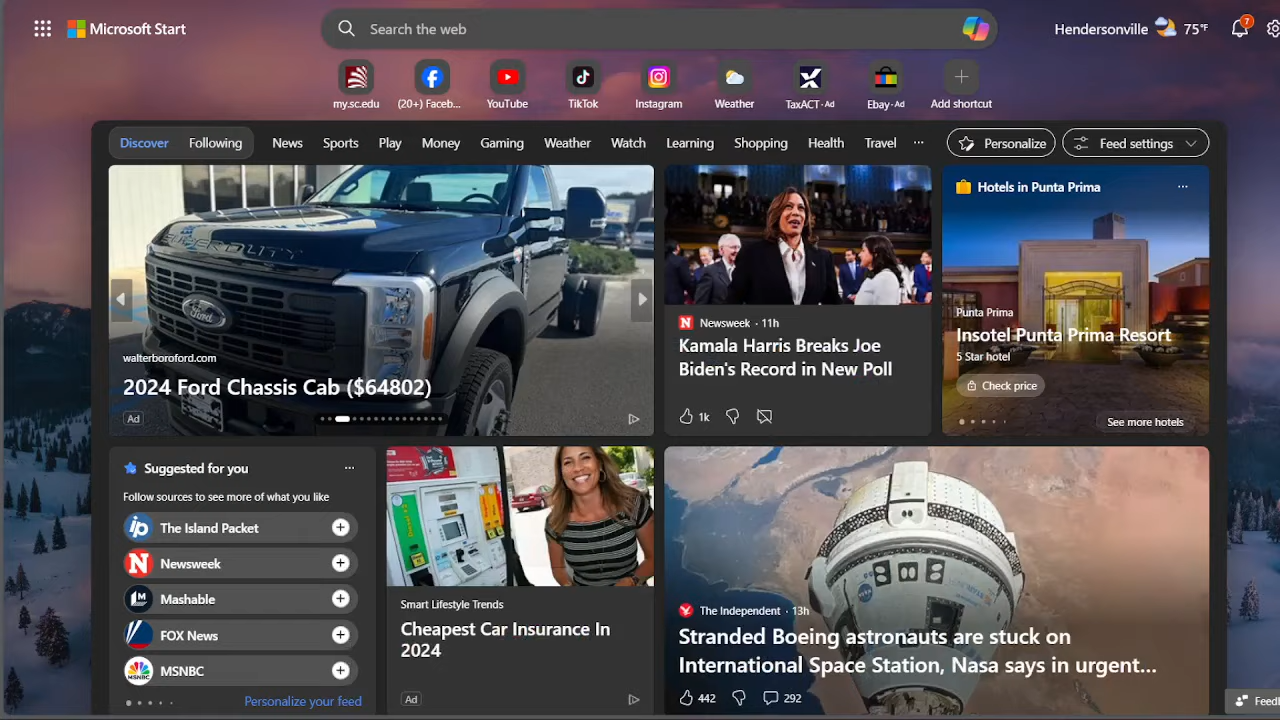 Microsoft Start
Search the web
Hendersonville
75°F
7
my.sc.edu
(20+) Faceb...
YouTube
TikTok
Instagram
Weather
TaxACT · Ad
Ebay · Ad
Add shortcut
Discover
Following
News
Sports
Play
Money
Gaming
Weather
Watch
Learning
Shopping
Health
Travel
...
Personalize
Feed settings
SUPER DUTY
Ford
walterboroford.com
2024 Ford Chassis Cab ($64802)
Ad
Newsweek · 11h
Kamala Harris Breaks Joe
Biden's Record in New Poll
1k
Hotels in Punta Prima
Punta Prima
Insotel Punta Prima Resort
5 Star hotel
Check price
See more hotels
Suggested for you
Follow sources to see more of what you like
The Island Packet
Newsweek
Mashable
FOX News
MSNBC
Personalize your feed
Smart Lifestyle Trends
Cheapest Car Insurance In
2024
Ad
The Independent · 13h
Stranded Boeing astronauts are stuck on
International Space Station, Nasa says in urgent...
442
292
Feed